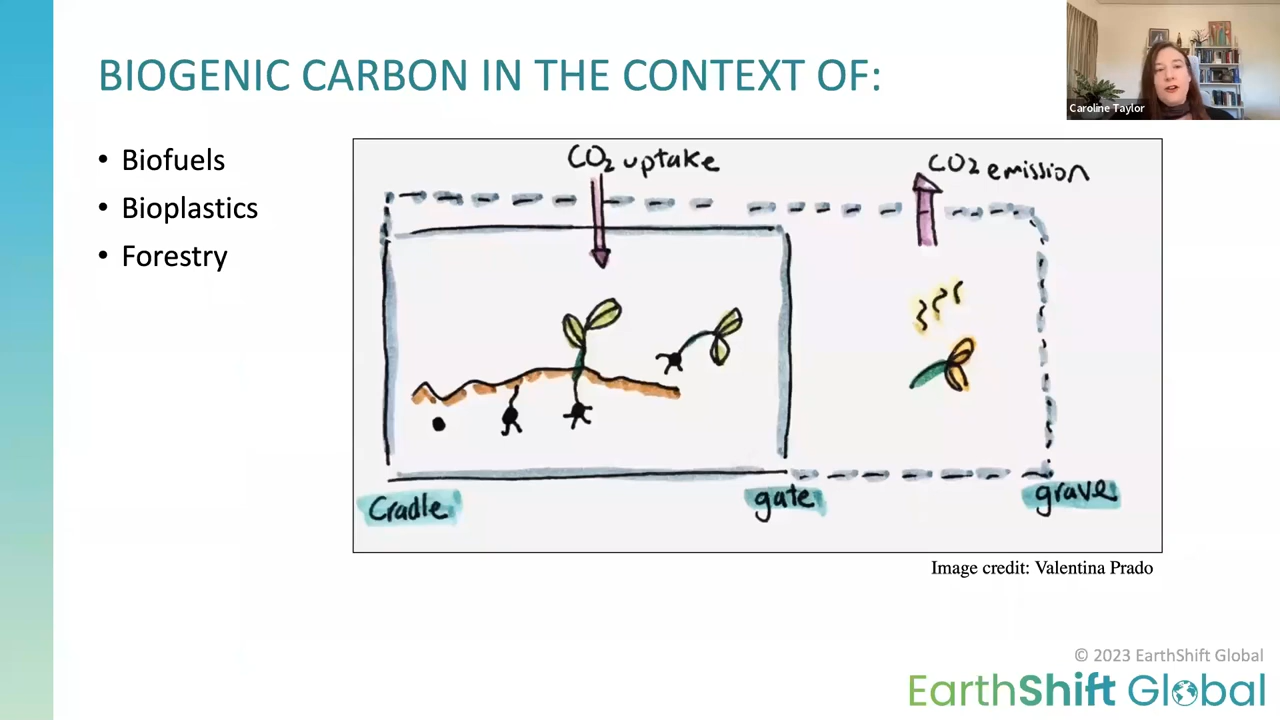 BIOGENIC CARBON IN THE CONTEXT OF:
Caroline Taylor
• Biofuels
• Bioplastics
• Forestry
CO2 uptake
CO2 emission
Cradle
gate
grave
Image credit: Valentina Prado
© 2023 EarthShift Global
EarthShift Global